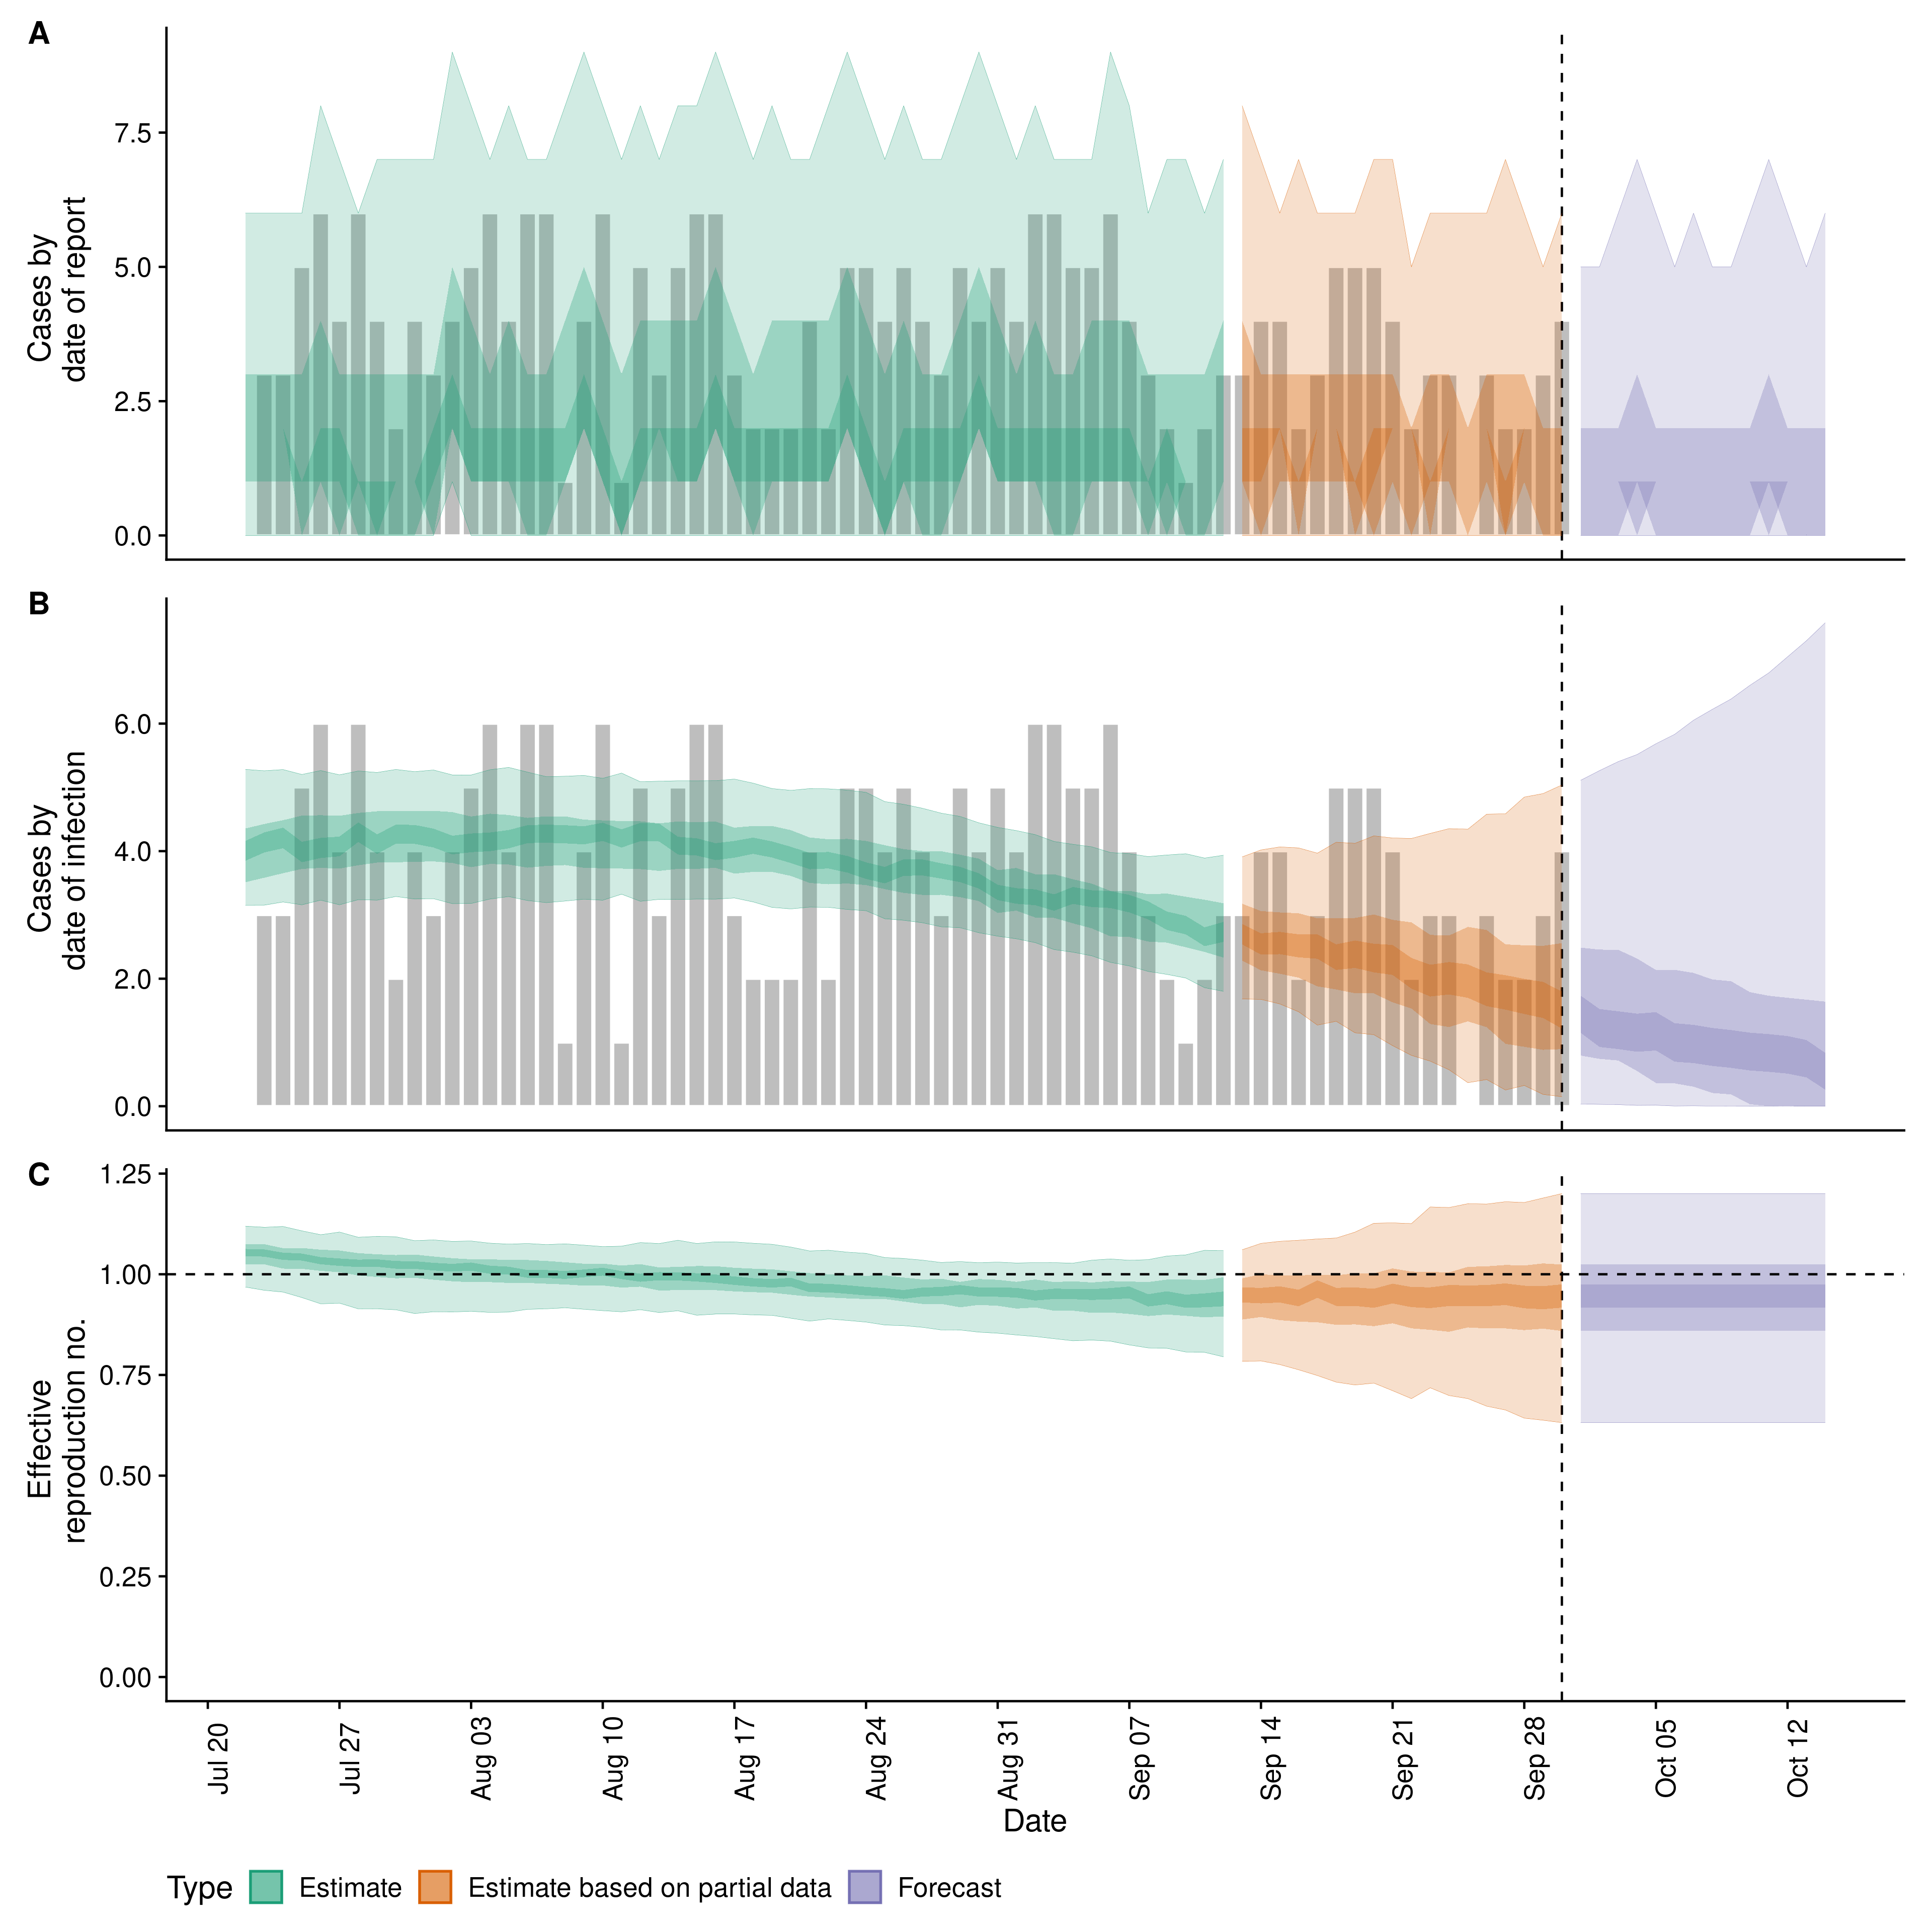 A
Cases by
date of report
7.5
5.0
2.5
0.0
B
Cases by
date of infection
6.0
4.0
2.0
0.0
C
Effective
reproduction no.
1.25
1.00
0.75
0.50
0.25
0.00
Jul 20
Jul 27
Aug 03
Aug 10
Aug 17
Aug 24
Aug 31
Sep 07
Sep 14
Sep 21
Sep 28
Oct 05
Oct 12
Date
Type Estimate Estimate based on partial data Forecast